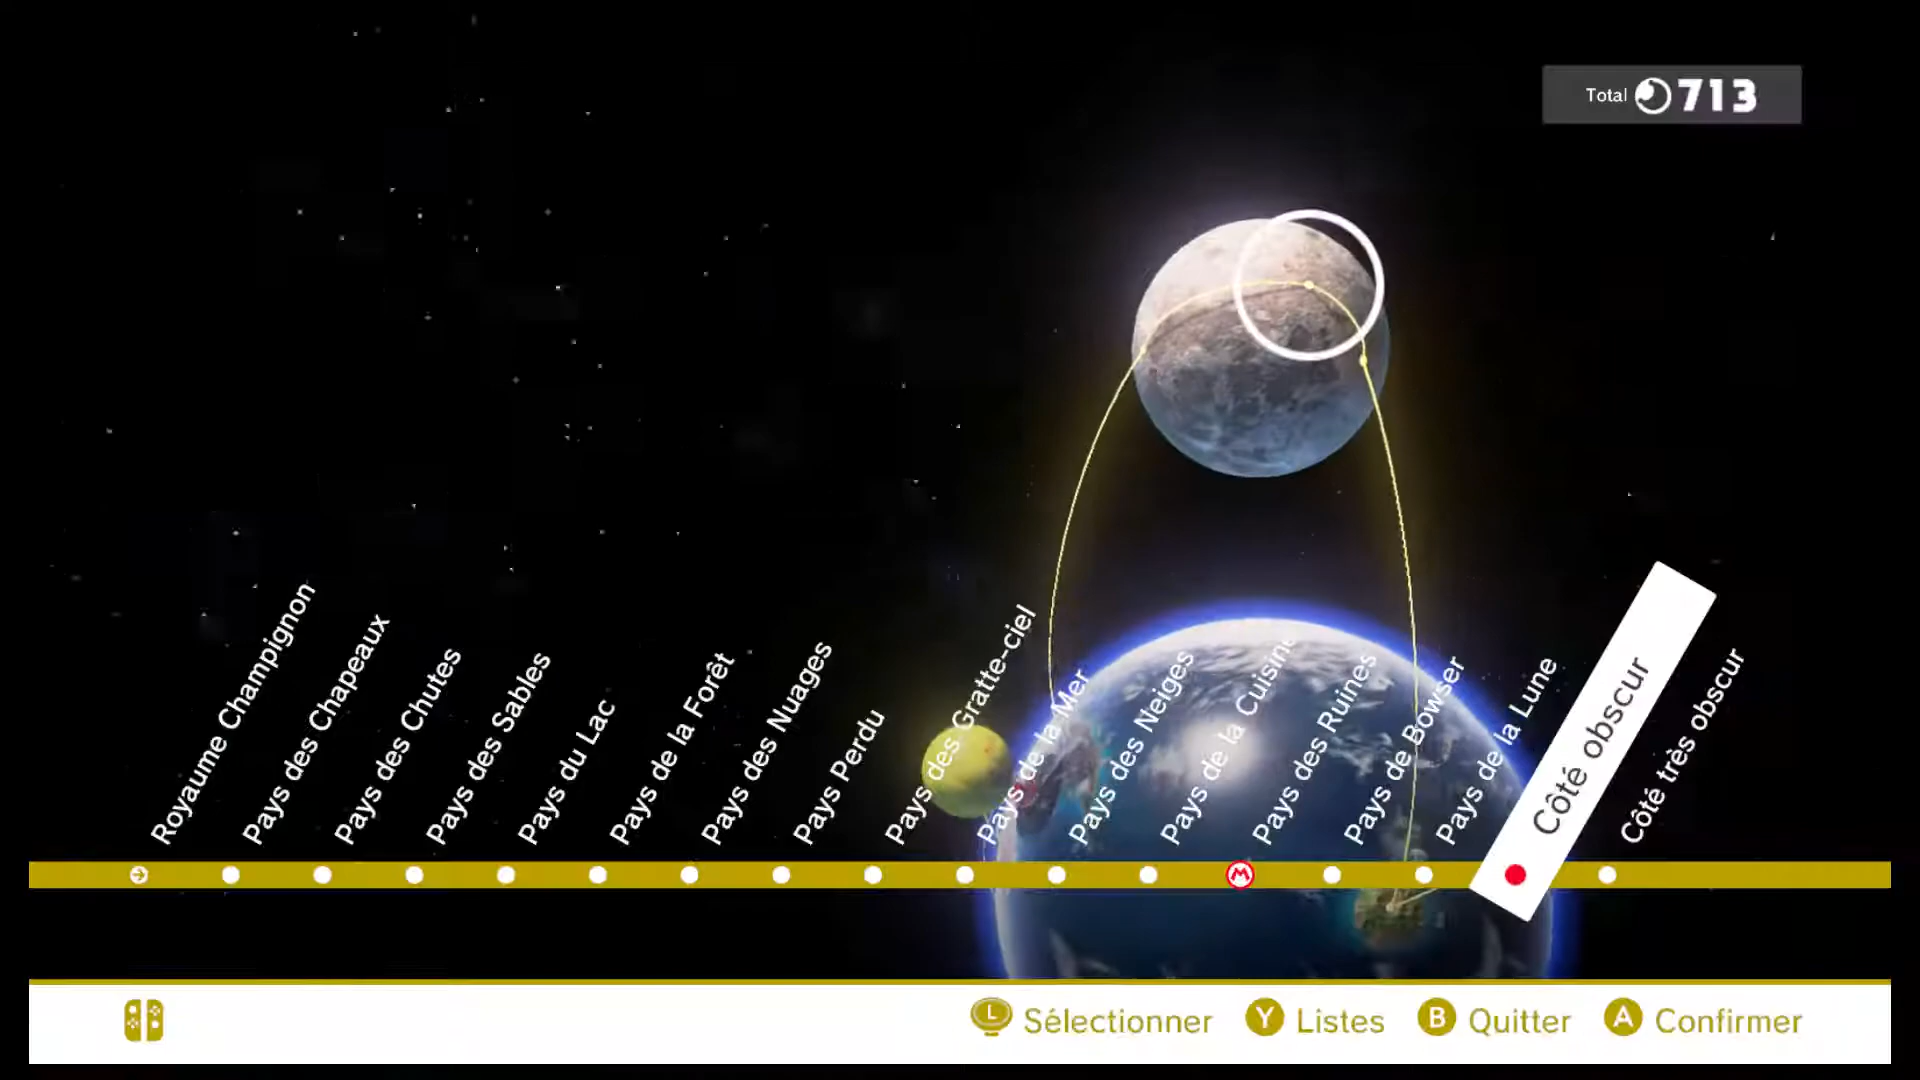 Total 713
Royaume Champignon
Pays des Chapeaux
Pays des Chutes
Pays des Sables
Pays du Lac
Pays de la Forêt
Pays des Nuages
Pays Perdu
Pays des Gratte-ciel
Pays de la Mer
Pays des Neiges
Pays de la Cuisine
Pays des Ruines
Pays de Bowser
Pays de la Lune
Côté obscur
Côté très obscur
L Sélectionner Y Listes B Quitter A Confirmer